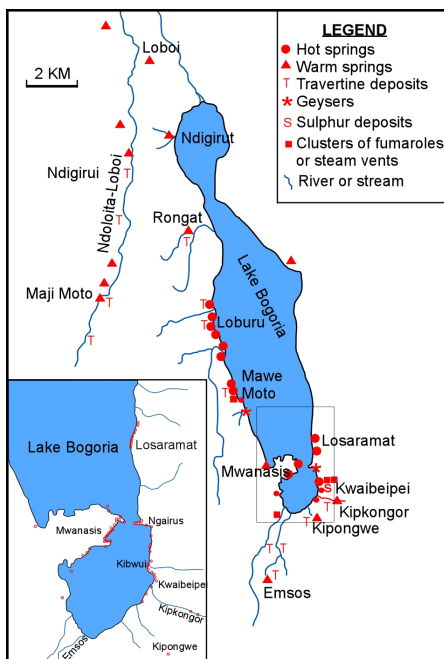 LEGEND
Hot springs
Warm springs
T Travertine deposits
Geysers
S Sulphur deposits
Clusters of fumaroles
or steam vents
River or stream
2 KM
Loboi
Ndigirut
Ndigirui
Ndoloita-Loboi
T
T
Rongat
T
Lake Bogoria
Maji Moto
T
T
T
Loburu
T
Mawe
Moto
T
Losaramat
Mwanasis
Kwaibeipei
S
Kipkongor
T
T
Kipongwe
T
T
T
Emsos
T
Lake Bogoria
Losaramat
Mwanasis
Ngairus
Kibwui
Kwaibeipei
Kipkongor
Emsos
Kipongwe